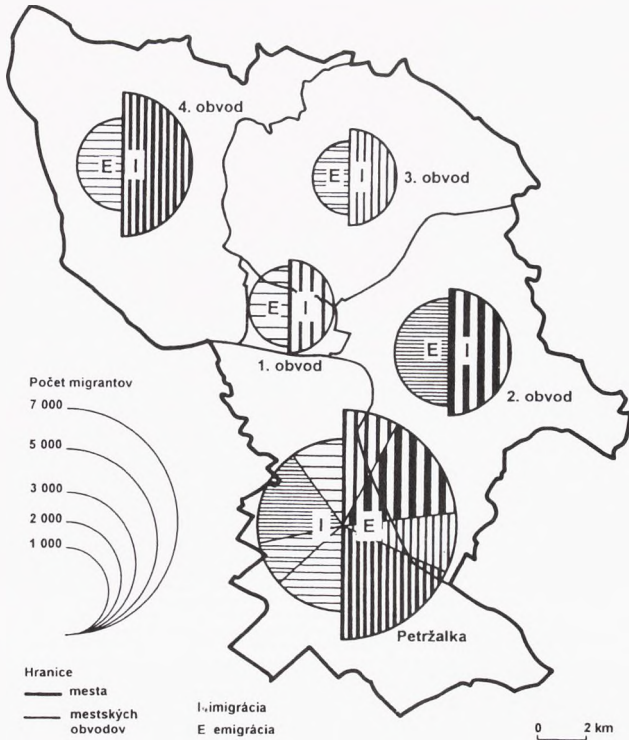 4. obvod
E I
E I
3. obvod
E I
1. obvod
E I
2. obvod
Počet migrantov
7 000
5 000
3 000
2 000
1 000
I E
Petržalka
Hranice
mesta
mestských
obvodov
I imigrácia
E emigrácia
0 2 km